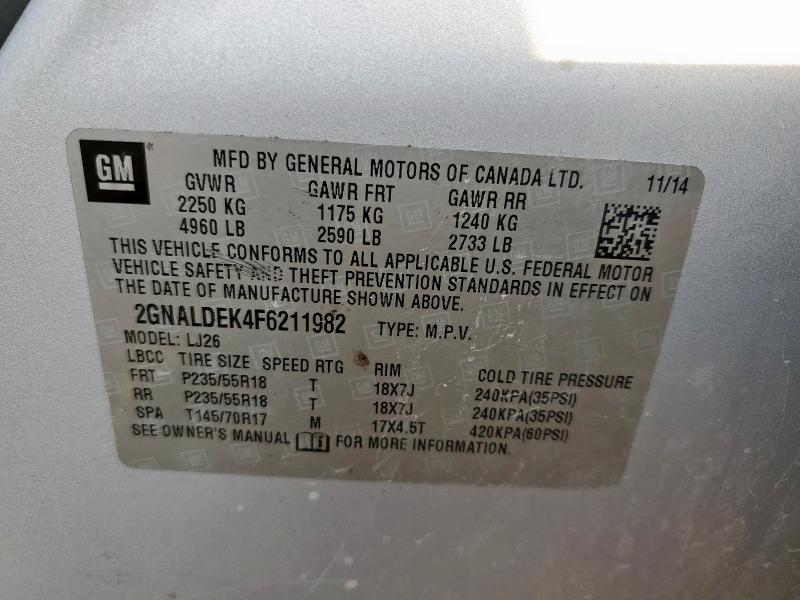 GM
MFD BY GENERAL MOTORS OF CANADA LTD. 11/14
GVWR GAWR FRT GAWR RR
2250 KG 1175 KG 1240 KG
4960 LB 2590 LB 2733 LB
THIS VEHICLE CONFORMS TO ALL APPLICABLE U.S. FEDERAL MOTOR
VEHICLE SAFETY AND THEFT PREVENTION STANDARDS IN EFFECT ON
THE DATE OF MANUFACTURE SHOWN ABOVE.
2GNALDEK4F6211982 TYPE: M.P.V.
MODEL: LJ26
LBCC TIRE SIZE SPEED RTG RIM COLD TIRE PRESSURE
FRT P235/55R18 T 18X7J 240KPA(35PSI)
RR P235/55R18 T 18X7J 240KPA(35PSI)
SPA T145/70R17 M 17X4.5T 420KPA(60PSI)
SEE OWNER'S MANUAL FOR MORE INFORMATION.